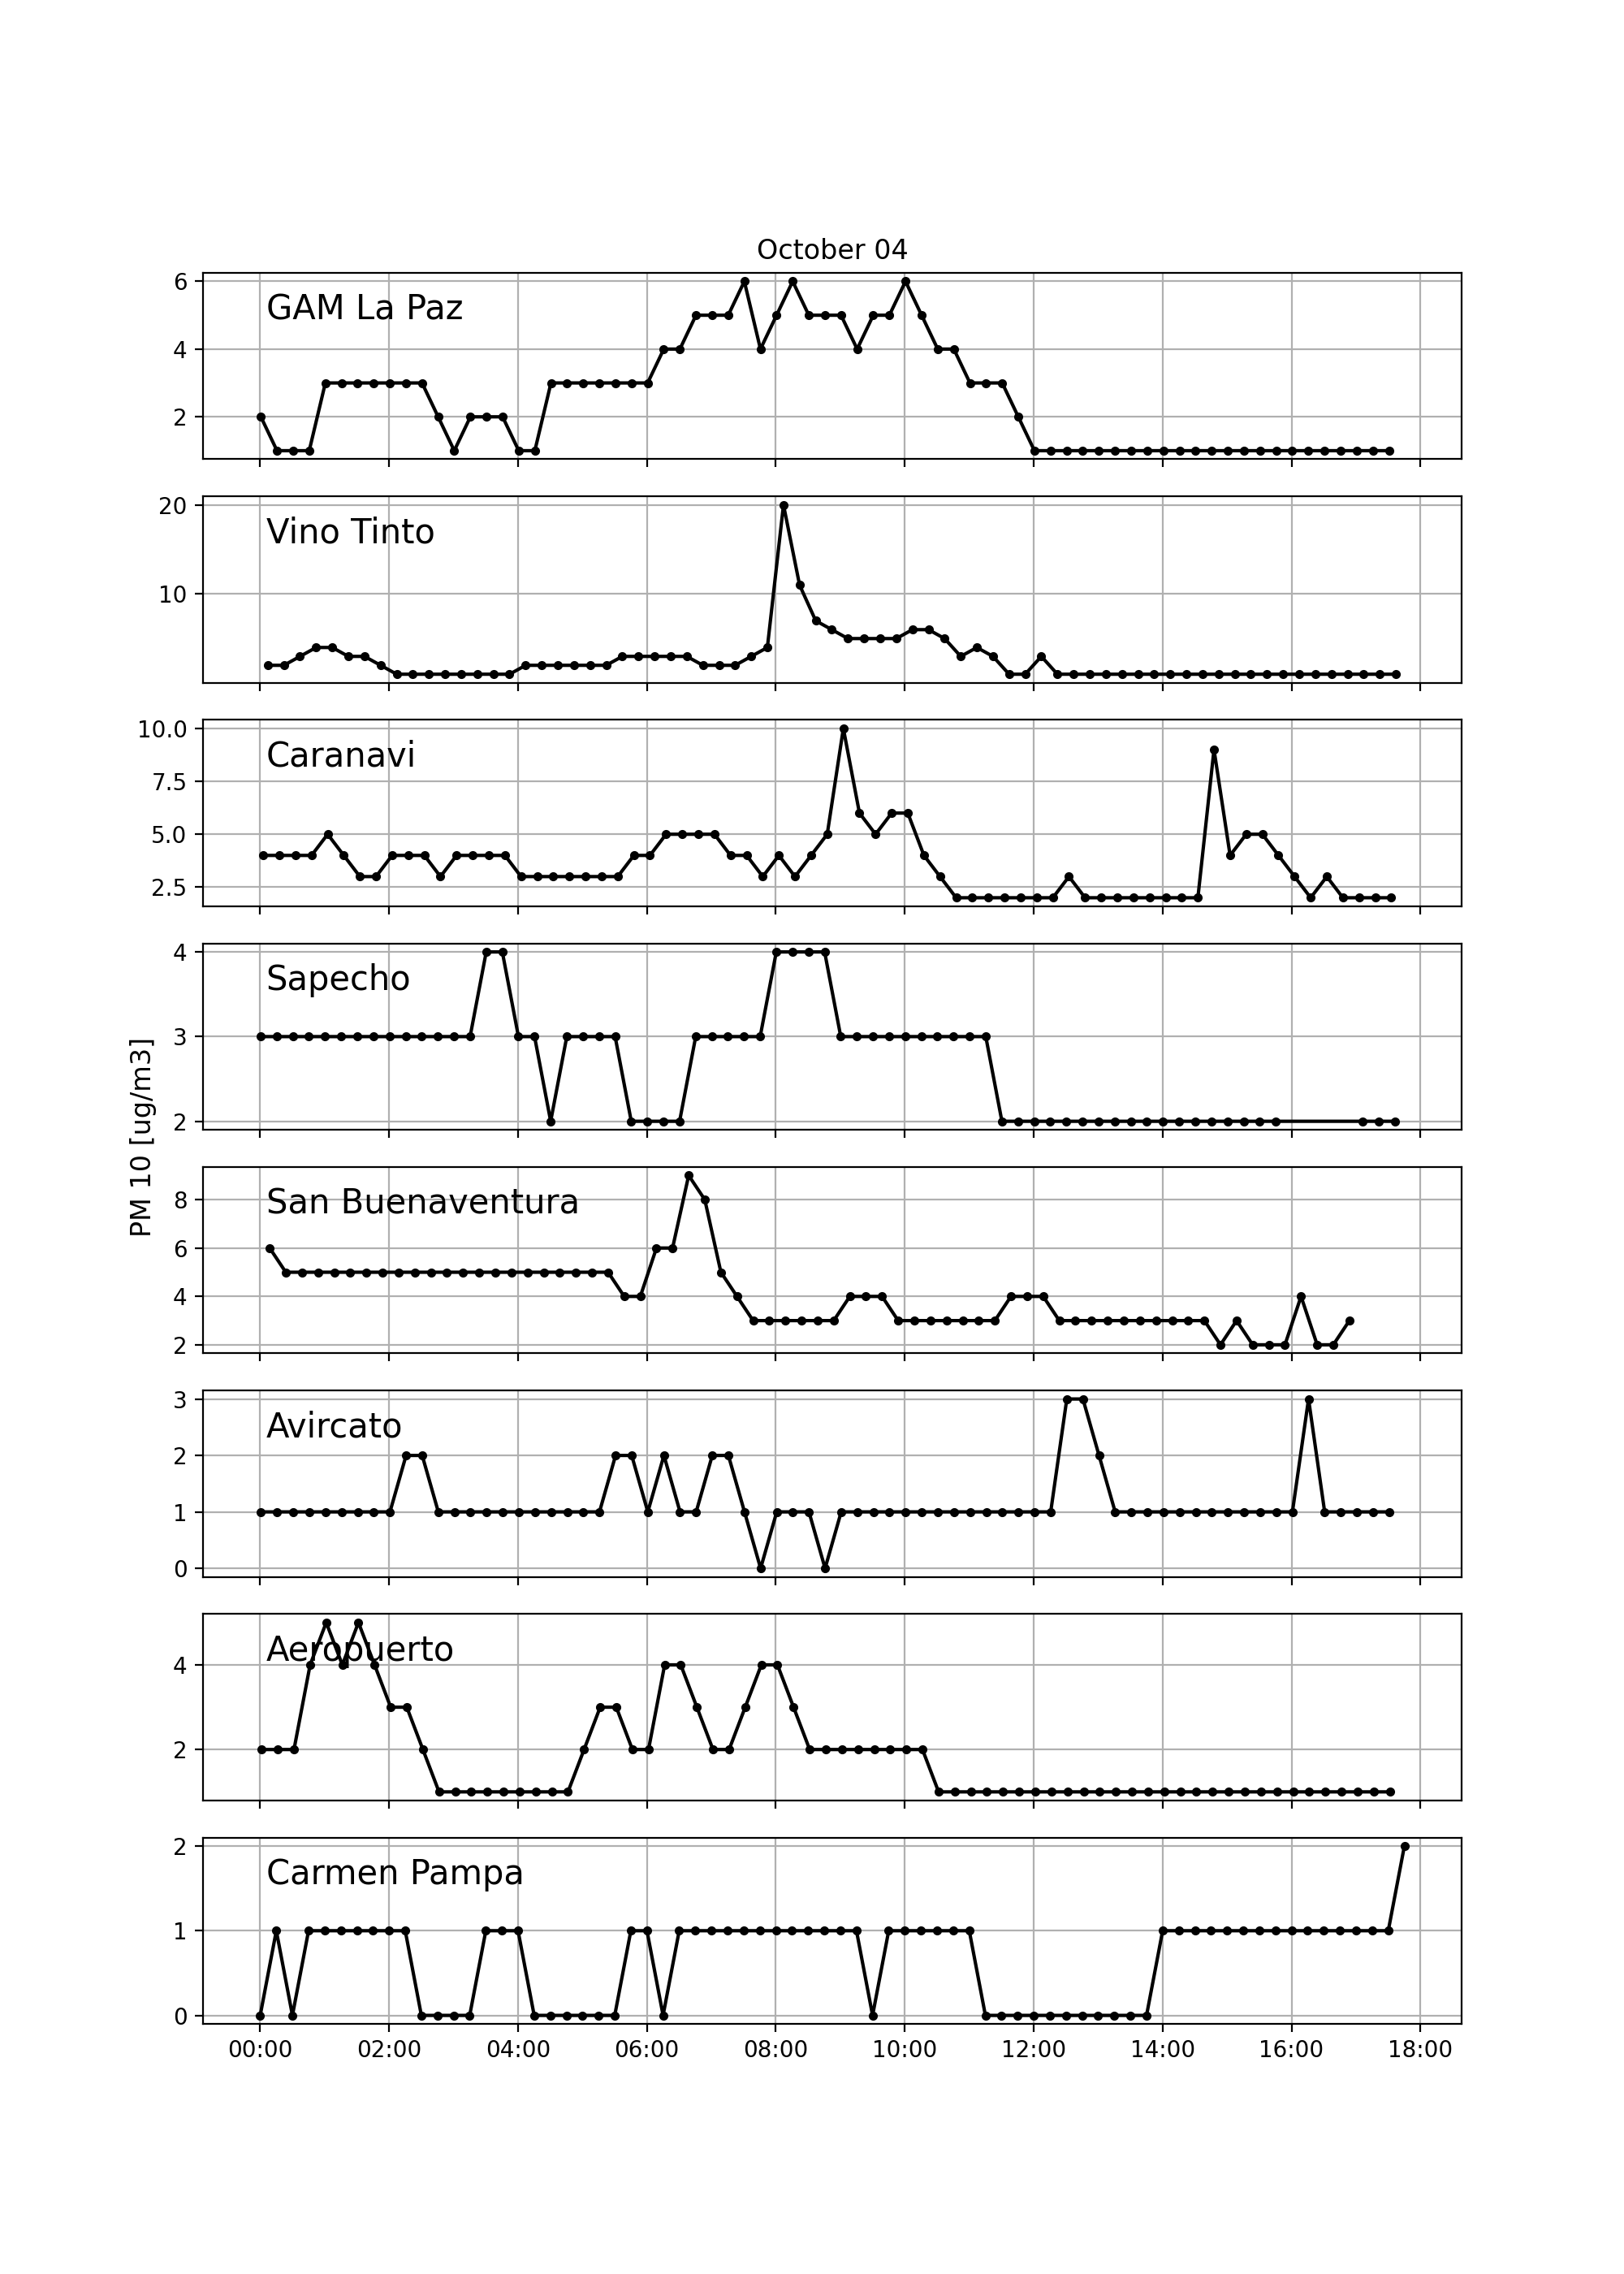 October 04
PM 10 [ug/m3]
6
GAM La Paz
4
2
20
Vino Tinto
10
10.0
Caranavi
7.5
5.0
2.5
4
Sapecho
3
2
8
San Buenaventura
6
4
2
3
Avircato
2
1
0
Aeropuerto
4
2
2
Carmen Pampa
1
0
00:00 02:00 04:00 06:00 08:00 10:00 12:00 14:00 16:00 18:00